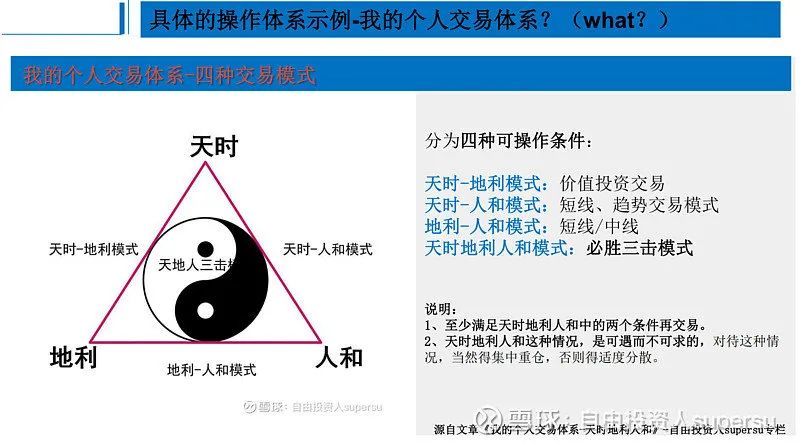 具体的操作体系示例-我的个人交易体系？（what？）
我的个人交易体系-四种交易模式
天时
天时-地利模式
天时-人和模式
天地人三击模
地利
人和
地利-人和模式
雪球：自由投资人supersu
分为四种可操作条件：
天时-地利模式：价值投资交易
天时-人和模式：短线、趋势交易模式
地利-人和模式：短线/中线
天时地利人和模式：必胜三击模式
说明：
1、至少满足天时地利人和中的两个条件再交易。
2、天时地利人和这种情况，是可遇而不可求的，对待这种情
况，当然得集中重仓，否则得适度分散。
雪球：自由投资人supersu
源自文章《我的个人交易体系-天时地利人和》-自由投资人supersu专栏